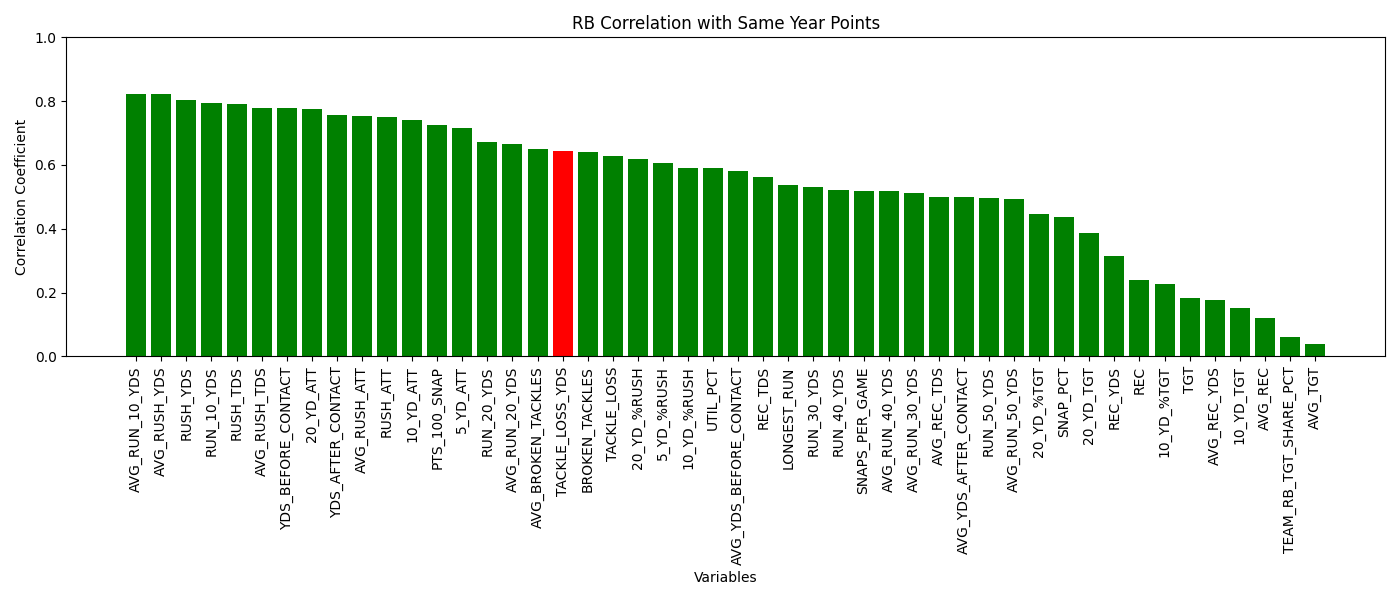 RB Correlation with Same Year Points
Correlation Coefficient
1.0
0.8
0.6
0.4
0.2
0.0
AVG_RUN_10_YDS
AVG_RUSH_YDS
RUSH_YDS
RUN_10_YDS
RUSH_TDS
AVG_RUSH_TDS
YDS_BEFORE_CONTACT
20_YD_ATT
YDS_AFTER_CONTACT
AVG_RUSH_ATT
RUSH_ATT
10_YD_ATT
PTS_100_SNAP
5_YD_ATT
RUN_20_YDS
AVG_RUN_20_YDS
AVG_BROKEN_TACKLES
TACKLE_LOSS_YDS
BROKEN_TACKLES
TACKLE_LOSS
20_YD_%RUSH
5_YD_%RUSH
10_YD_%RUSH
UTIL_PCT
AVG_YDS_BEFORE_CONTACT
REC_TDS
LONGEST_RUN
RUN_30_YDS
RUN_40_YDS
SNAPS_PER_GAME
AVG_RUN_40_YDS
AVG_RUN_30_YDS
AVG_REC_TDS
AVG_YDS_AFTER_CONTACT
RUN_50_YDS
AVG_RUN_50_YDS
20_YD_%TGT
SNAP_PCT
20_YD_TGT
REC_YDS
REC
10_YD_%TGT
TGT
AVG_REC_YDS
10_YD_TGT
AVG_REC
TEAM_RB_TGT_SHARE_PCT
AVG_TGT
Variables